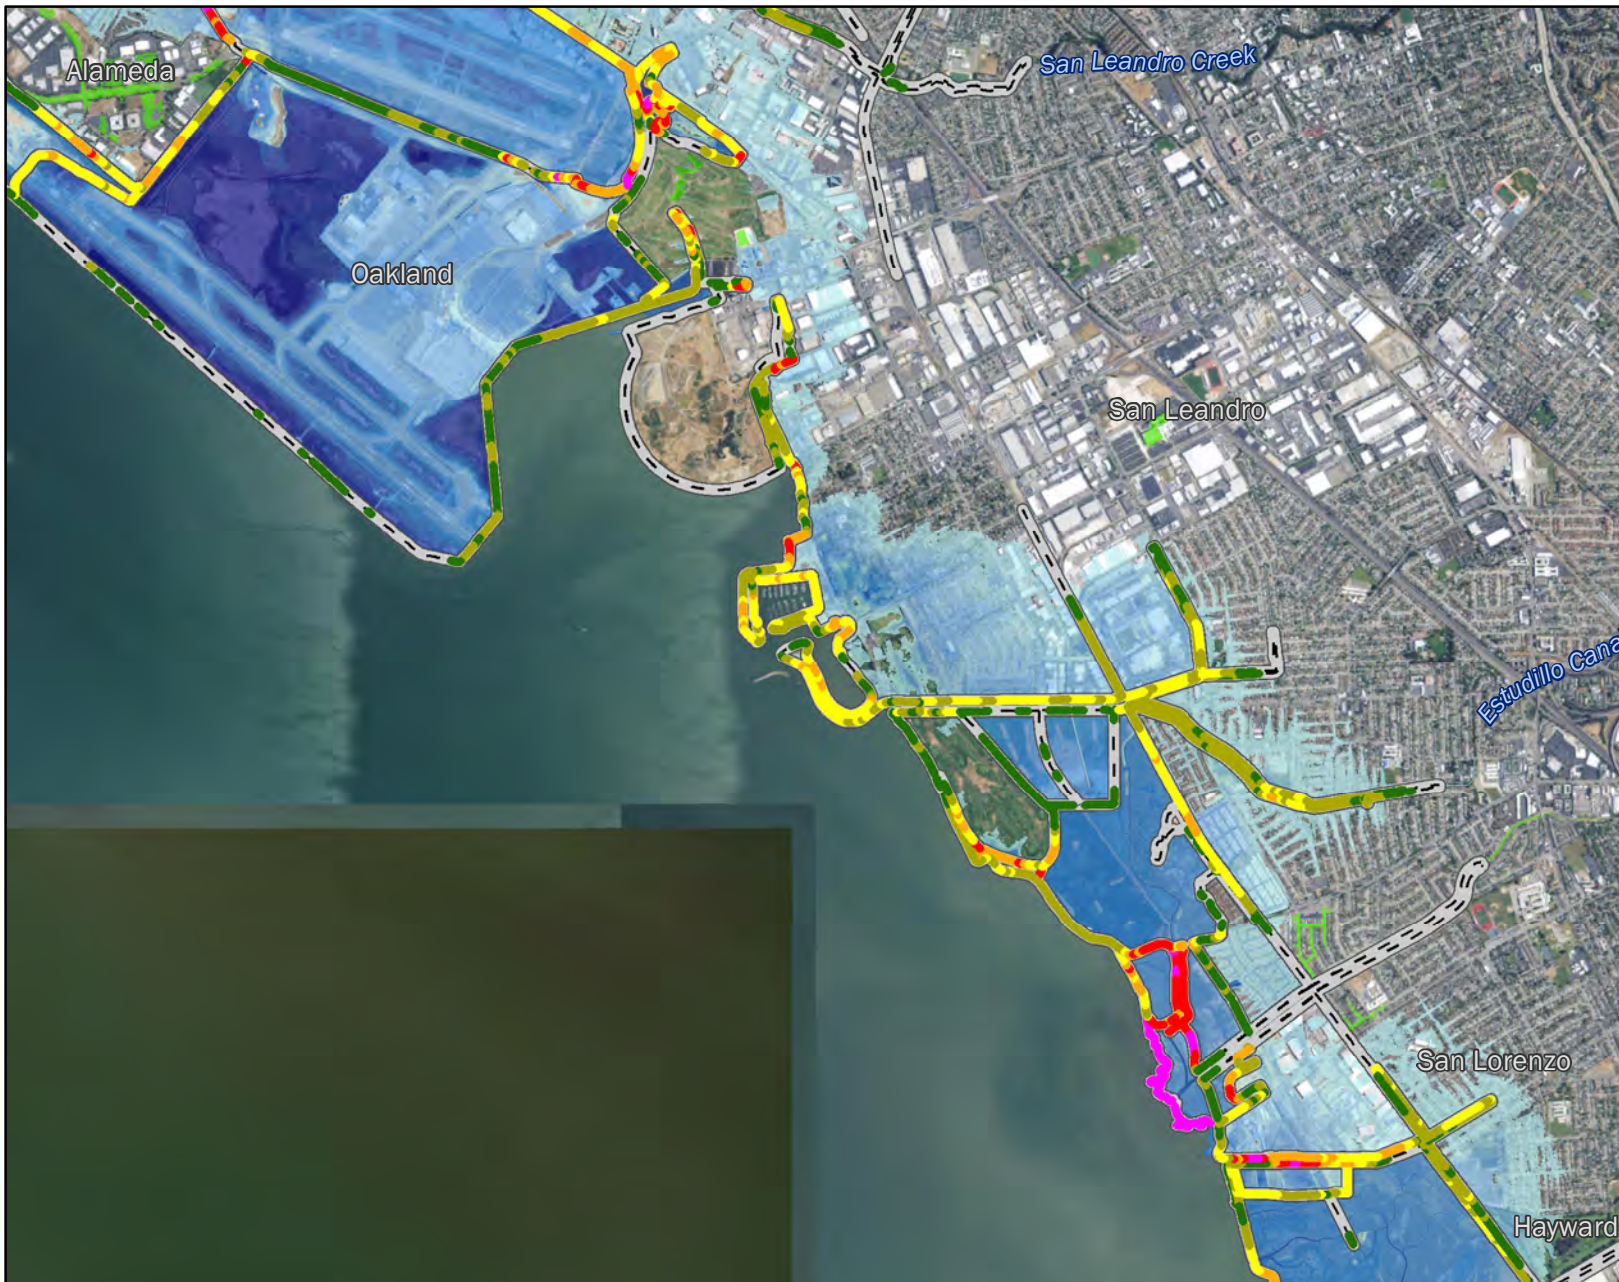 San Leandro Creek
Alameda
Oakland
San Leandro
Estudillo Cana
San Lorenzo
Hayward